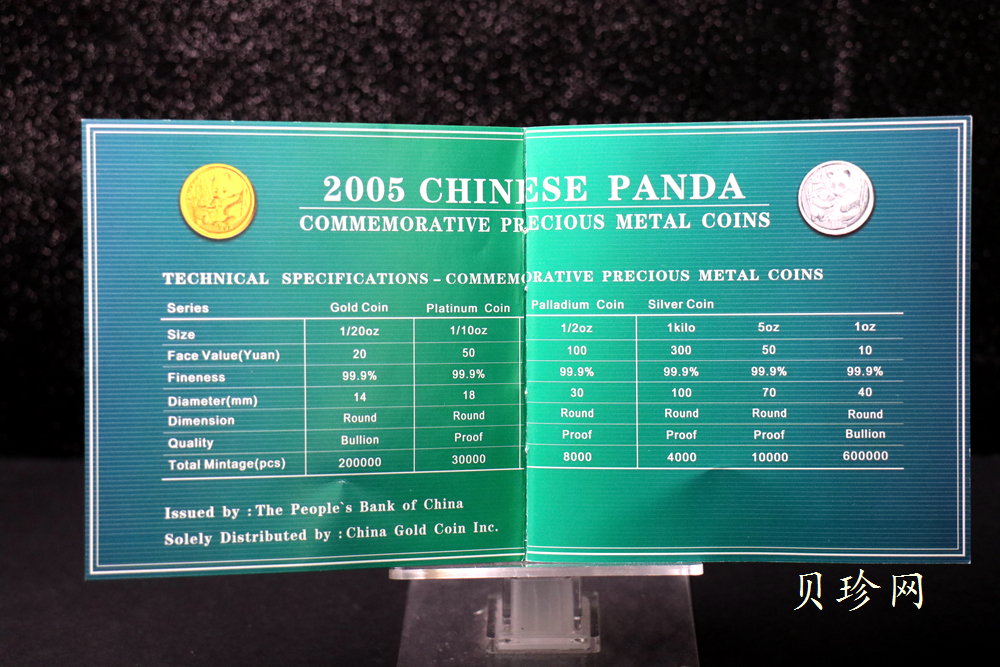 2005 CHINESE PANDA
COMMEMORATIVE PRECIOUS METAL COINS
TECHNICAL SPECIFICATIONS – COMMEMORATIVE PRECIOUS METAL COINS
Series Gold Coin Platinum Coin Palladium Coin Silver Coin
Size 1/20oz 1/10oz 1/2oz 1kilo 5oz 1oz
Face Value(Yuan) 20 50 100 300 50 10
Fineness 99.9% 99.9% 99.9% 99.9% 99.9% 99.9%
Diameter(mm) 14 18 30 100 70 40
Dimension Round Round Round Round Round Round
Quality Bullion Proof Proof Proof Proof Bullion
Total Mintage(pcs) 200000 30000 8000 4000 10000 600000
Issued by :The People`s Bank of China
Solely Distributed by :China Gold Coin Inc.
贝珍网